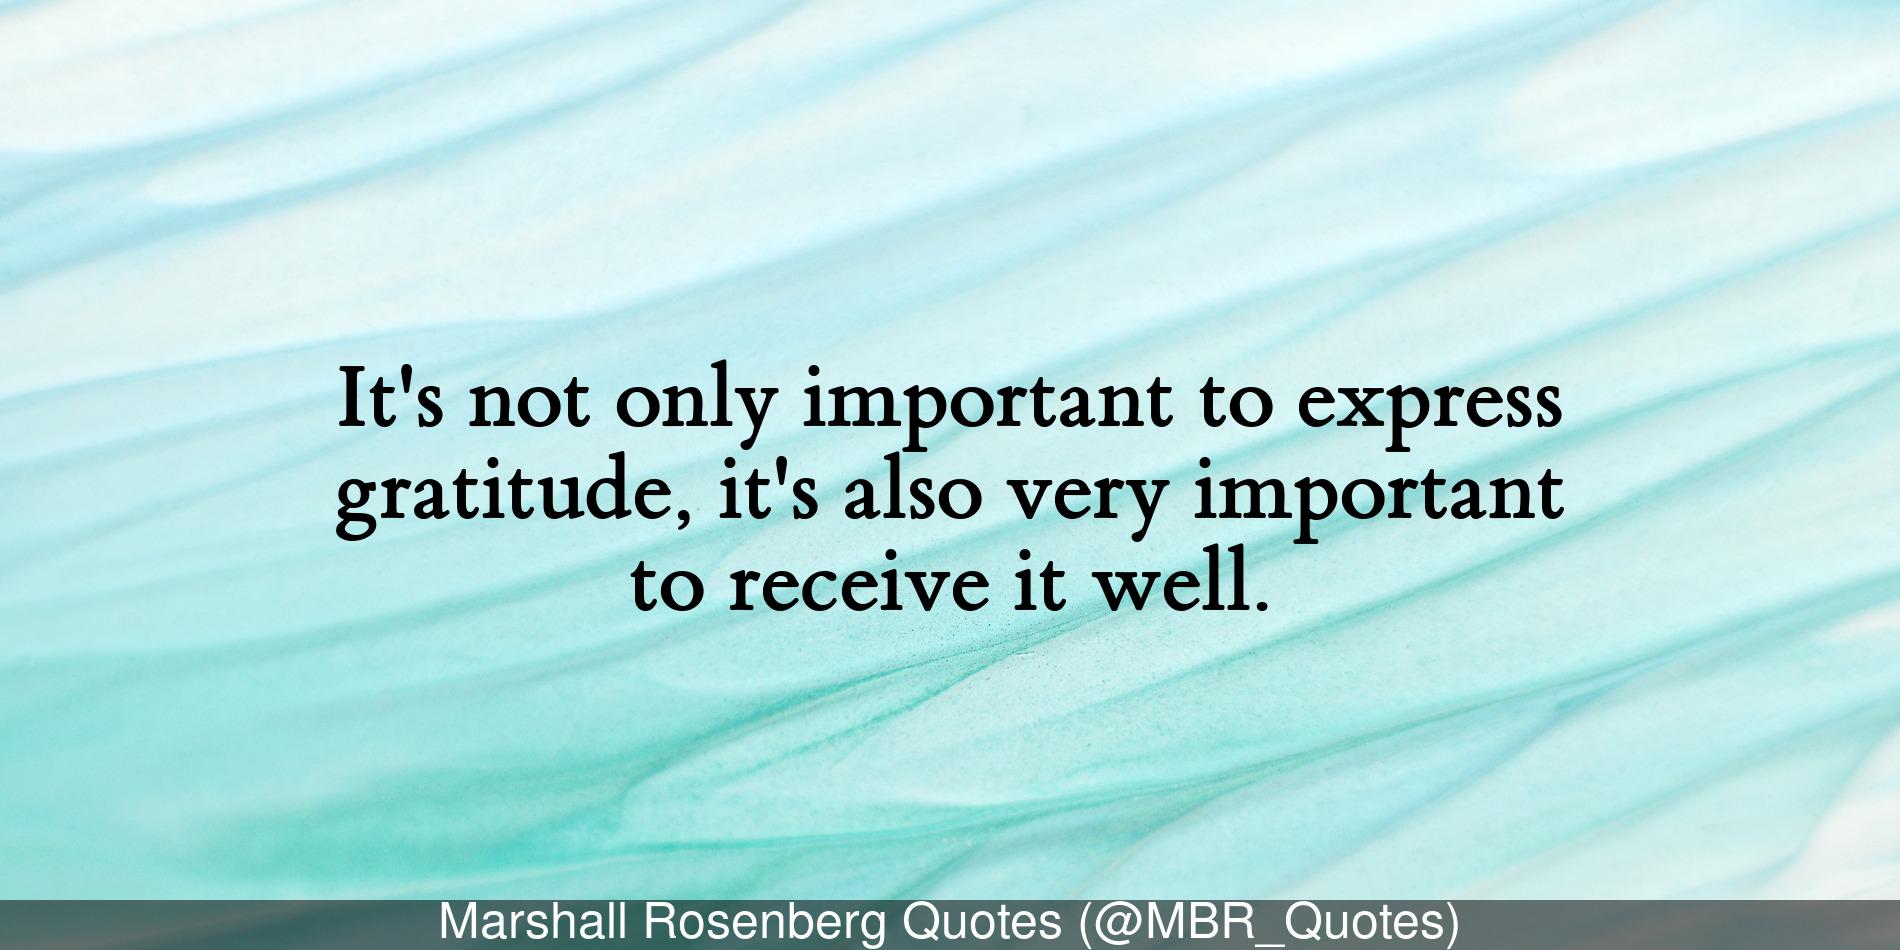 It's not only important to express
gratitude, it's also very important
to receive it well.
Marshall Rosenberg Quotes (@MBR_Quotes)